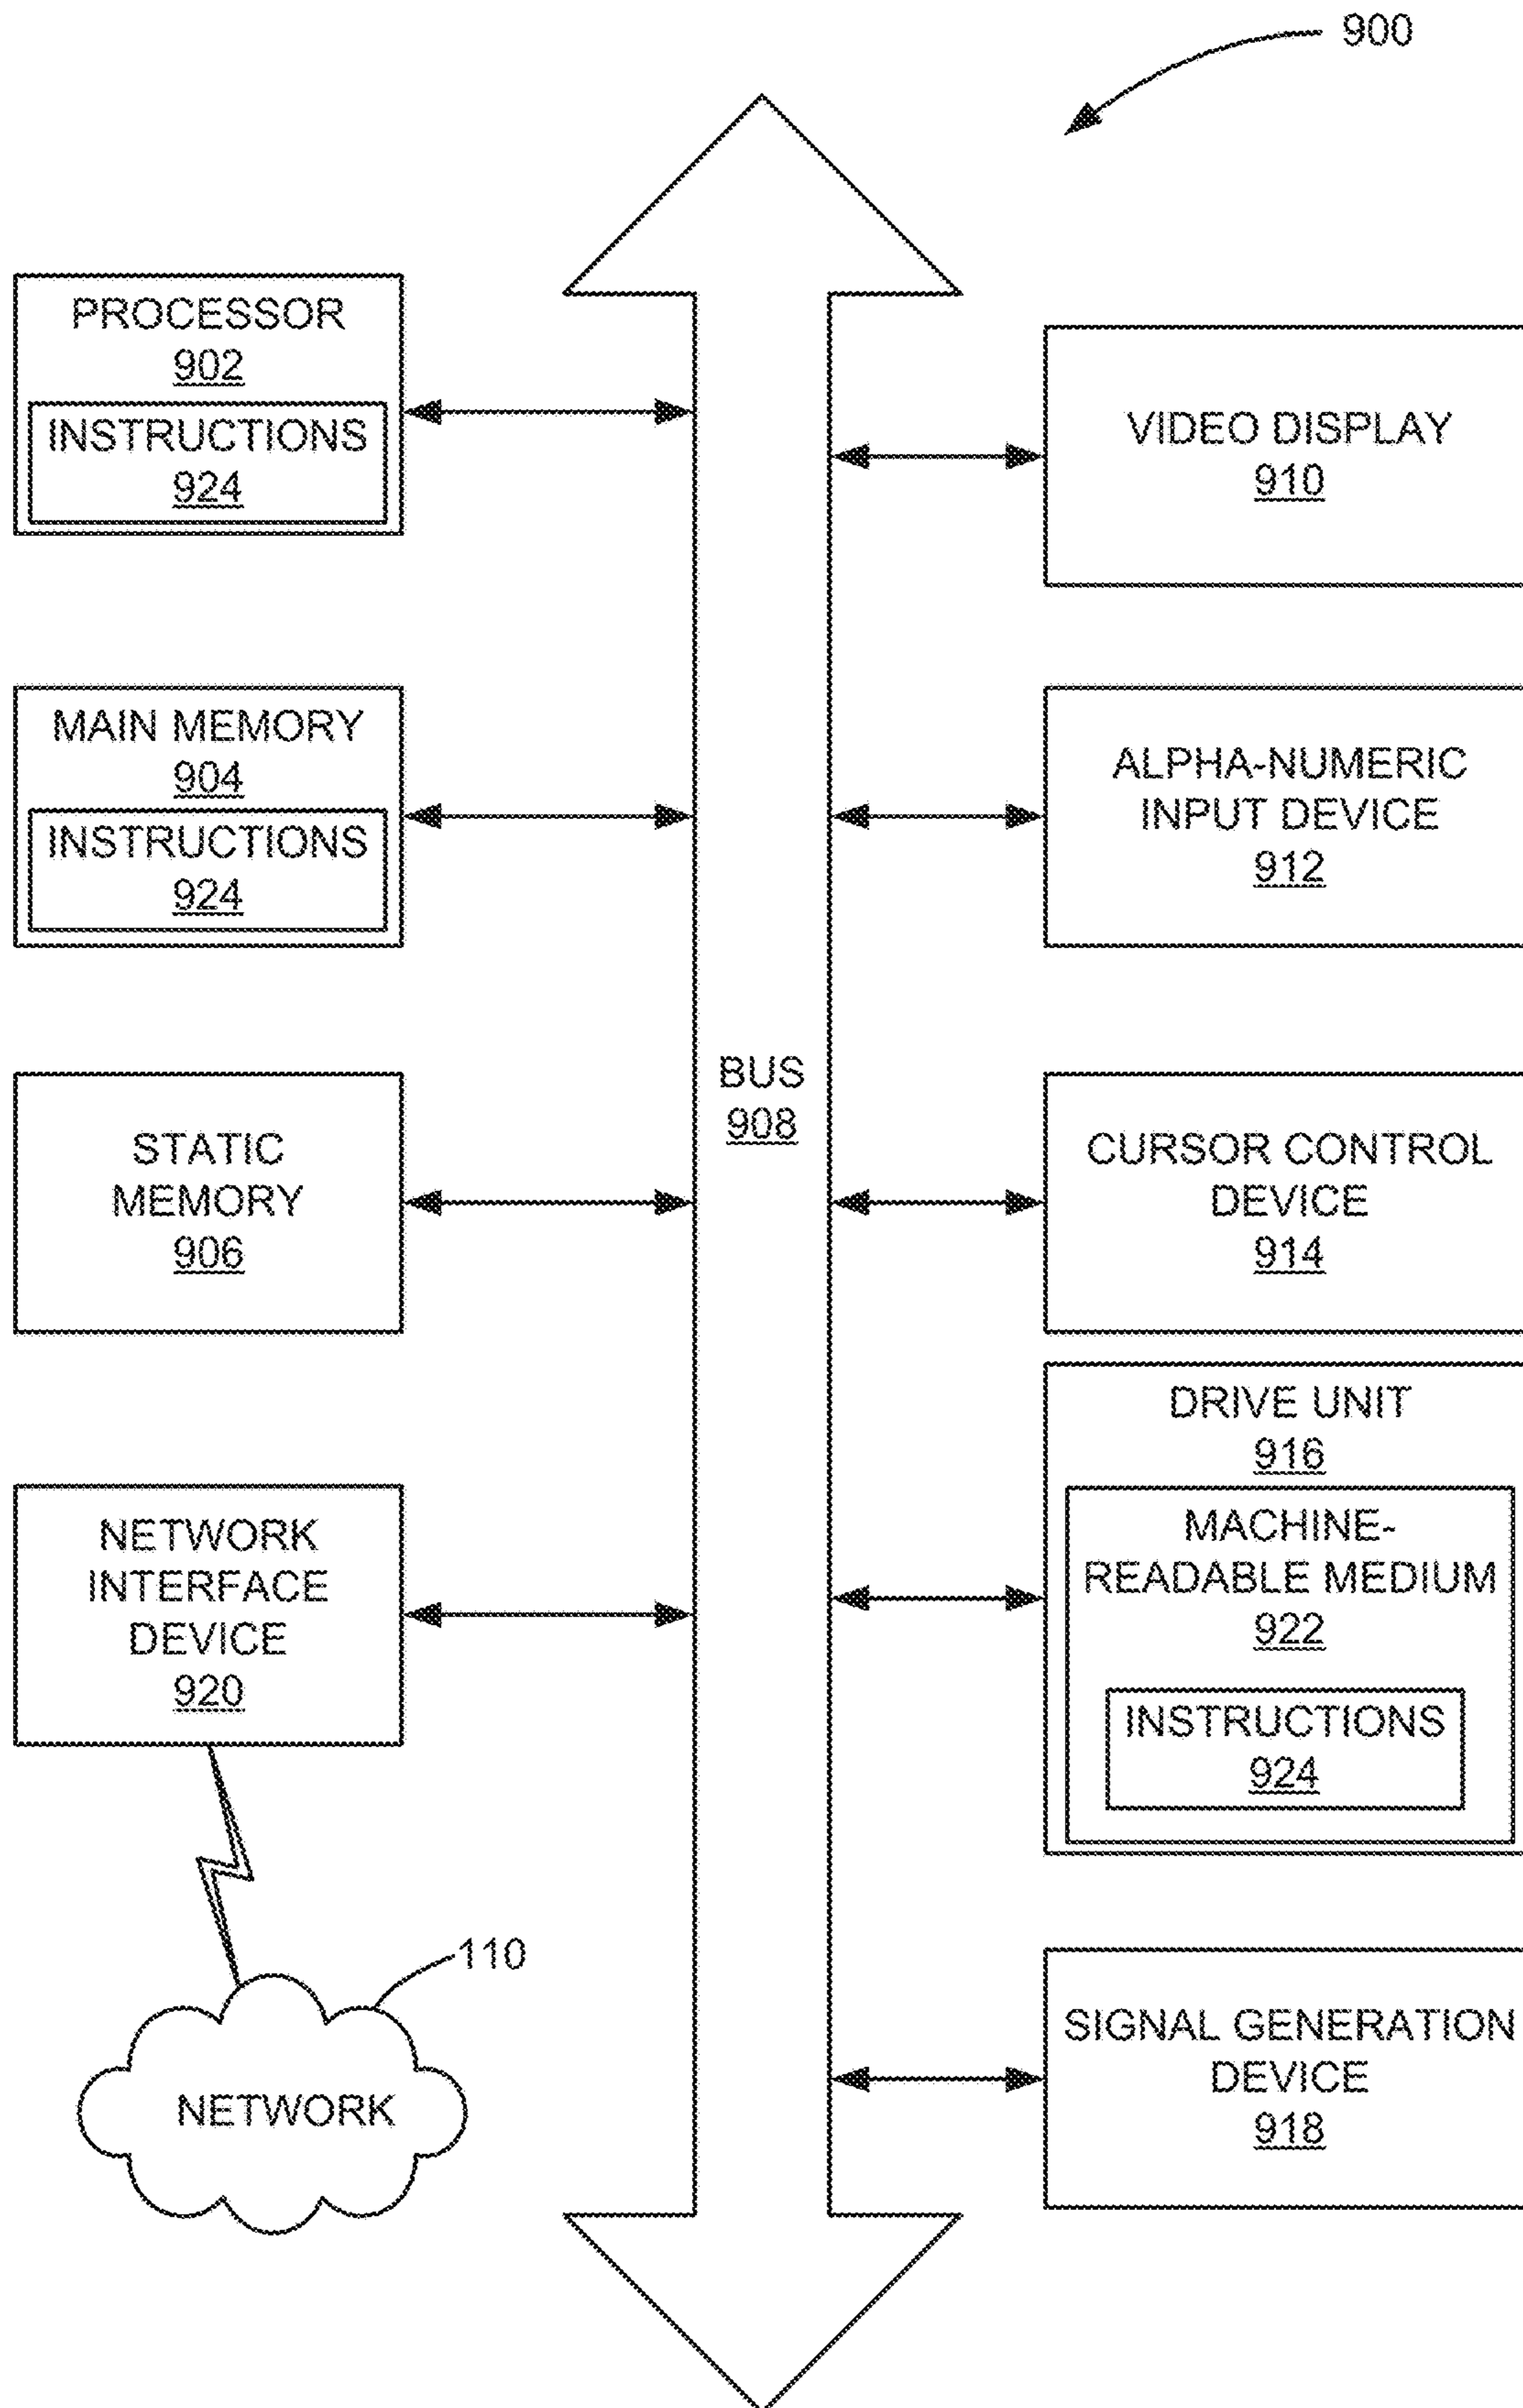 900
PROCESSOR
902
INSTRUCTIONS
924
MAIN MEMORY
904
INSTRUCTIONS
924
STATIC
MEMORY
906
NETWORK
INTERFACE
DEVICE
920
110
NETWORK
BUS
908
VIDEO DISPLAY
910
ALPHA-NUMERIC
INPUT DEVICE
912
CURSOR CONTROL
DEVICE
914
DRIVE UNIT
916
MACHINE-
READABLE MEDIUM
922
INSTRUCTIONS
924
SIGNAL GENERATION
DEVICE
918